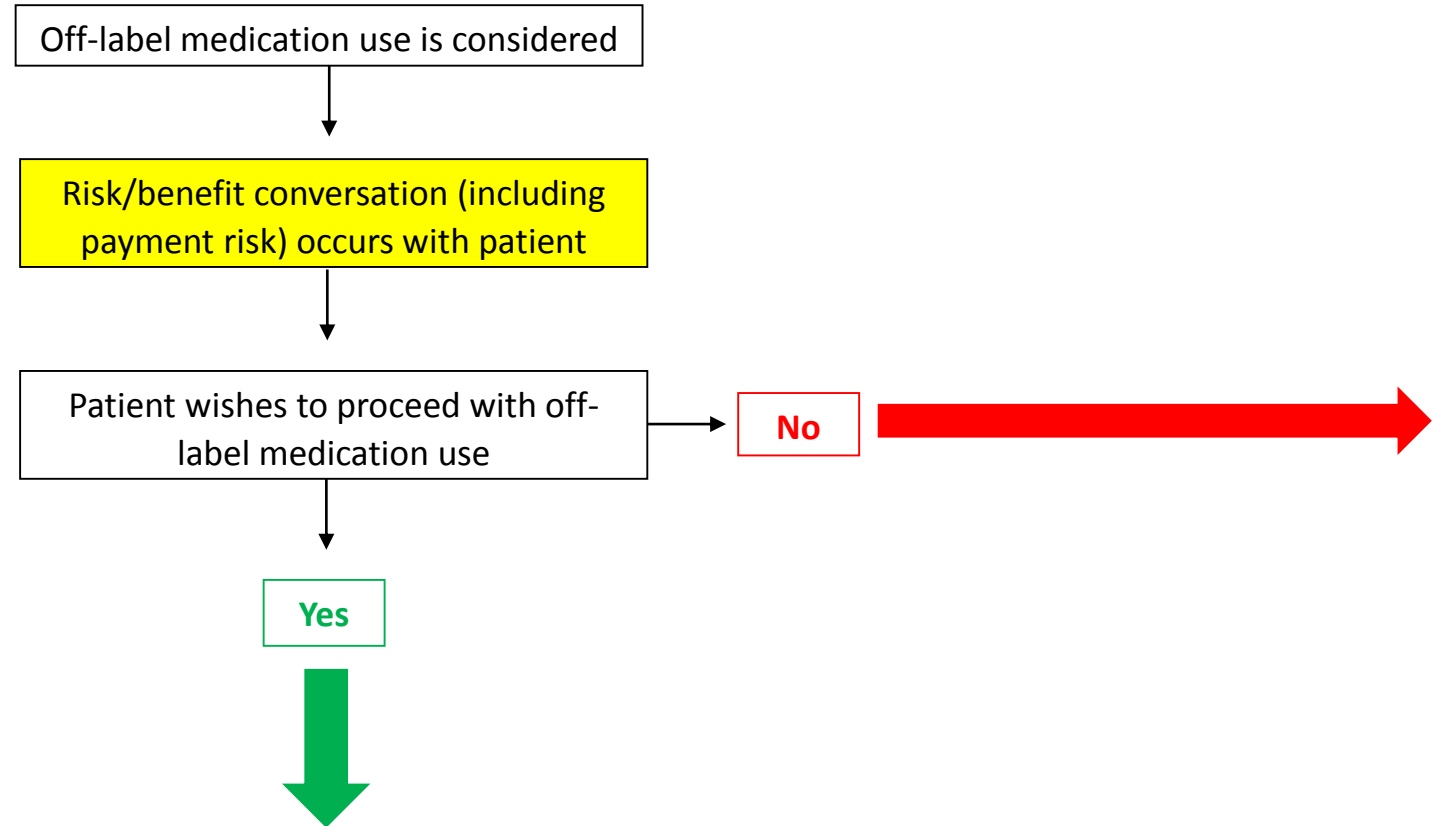 Off-label medication use is considered
Risk/benefit conversation (including
payment risk) occurs with patient
Patient wishes to proceed with off-
label medication use
No
Yes